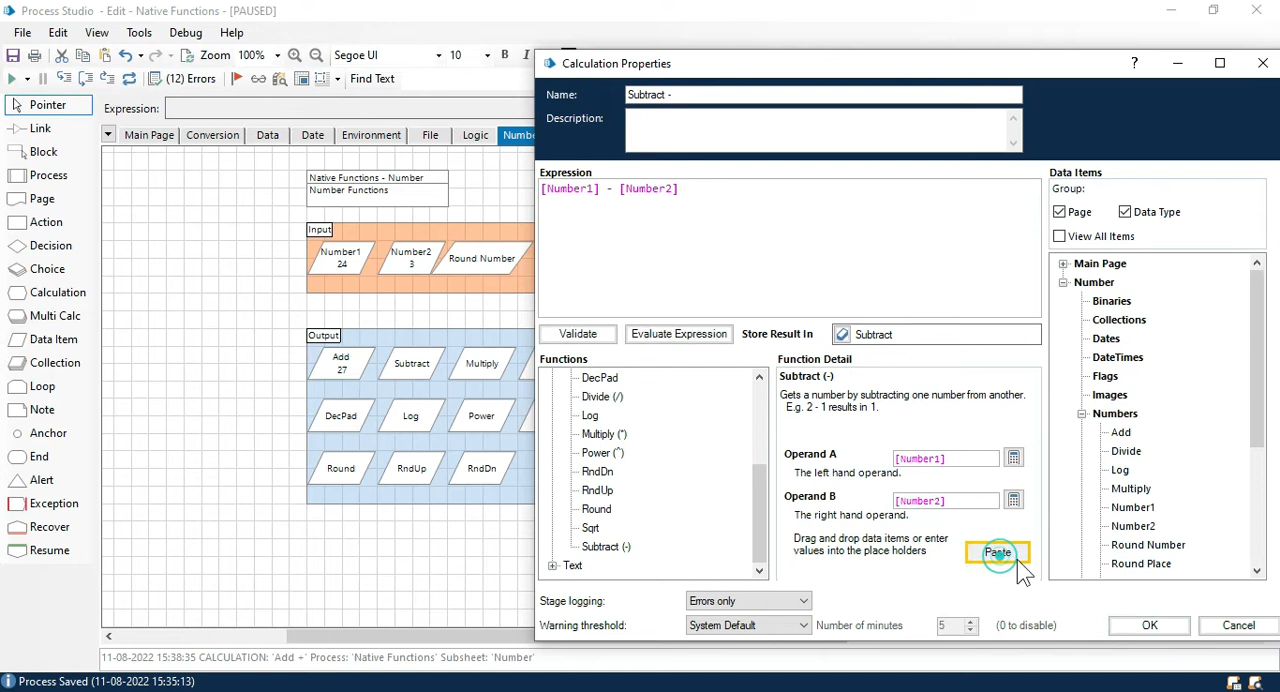 Process Studio - Edit - Native Functions - [PAUSED]
File Edit View Tools Debug Window Help
Zoom 100% Segoe UI 10 B I
(12) Errors Find Text
Pointer
Link
Block
Process
Page
Action
Decision
Choice
Calculation
Multi Calc
Data Item
Collection
Loop
Note
Anchor
End
Alert
Exception
Recover
Resume
Expression:
Main Page Conversion Data Date Environment File Logic Numb
Native Functions - Number
Number Functions
Input
Number1
24
Number2
3
Round Number
Output
Add
27
Subtract
Multiply
DecPad
Log
Power
Round
RndUp
RndDn
Calculation Properties
Name: Subtract -
Description:
Expression
[Number1] - [Number2]
Validate Evaluate Expression Store Result In Subtract
Functions
DecPad
Divide (/)
Log
Multiply (*)
Power (^)
RndDn
RndUp
Round
Sqrt
Subtract (-)
Text
Function Detail
Subtract (-)
Gets a number by subtracting one number from another.
E.g. 2 - 1 results in 1.
Operand A [Number1]
The left hand operand.
Operand B [Number2]
The right hand operand.
Drag and drop data items or enter
values into the place holders
Paste
Data Items
Group:
Page Data Type
View All Items
Main Page
Number
Binaries
Collections
Dates
DateTimes
Flags
Images
Numbers
Add
Divide
Log
Multiply
Number1
Number2
Round Number
Round Place
Stage logging: Errors only
Warning threshold: System Default Number of minutes 5 (0 to disable)
OK Cancel
11-08-2022 15:38:35 CALCULATION: 'Add +' Process: 'Native Functions' Subsheet: 'Number'
Process Saved (11-08-2022 15:35:13)